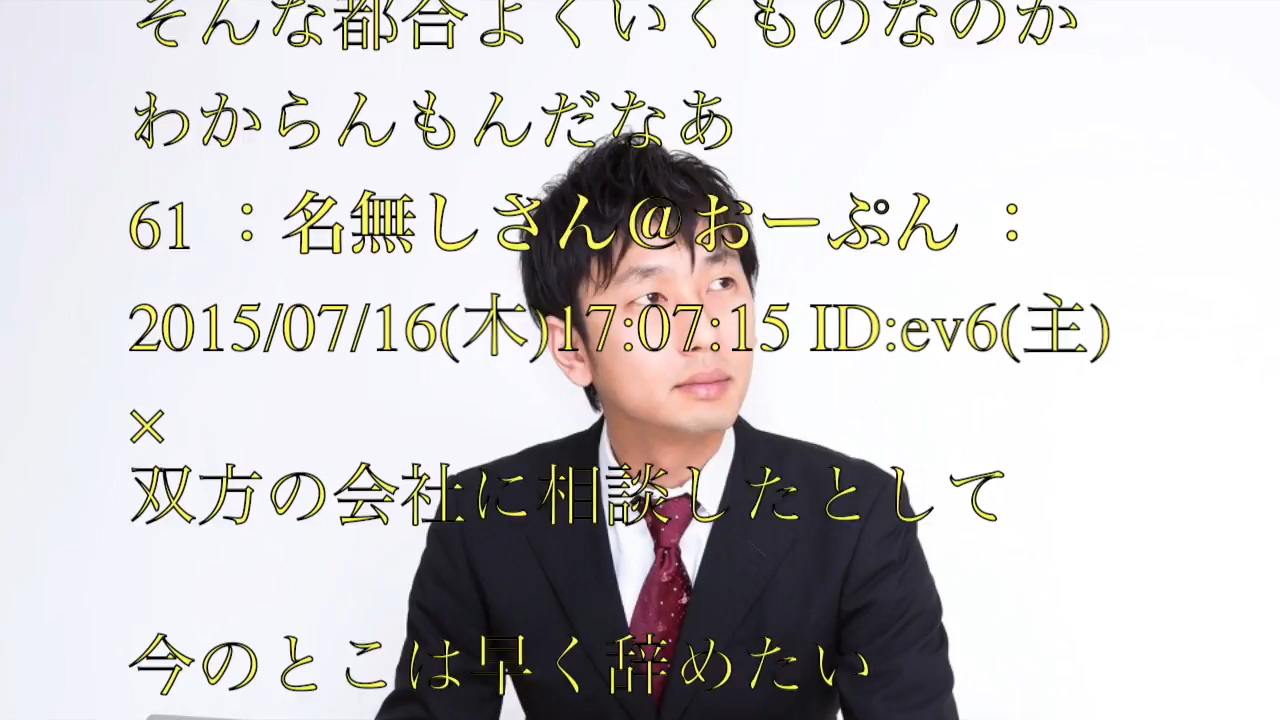 そんな都合よくいくものなのか
わからんもんだなあ
61 ：名無しさん＠おーぷん ：
2015/07/16(木)17:07:15 ID:ev6(主)
×
双方の会社に相談したとして
今のとこは早く辞めたい